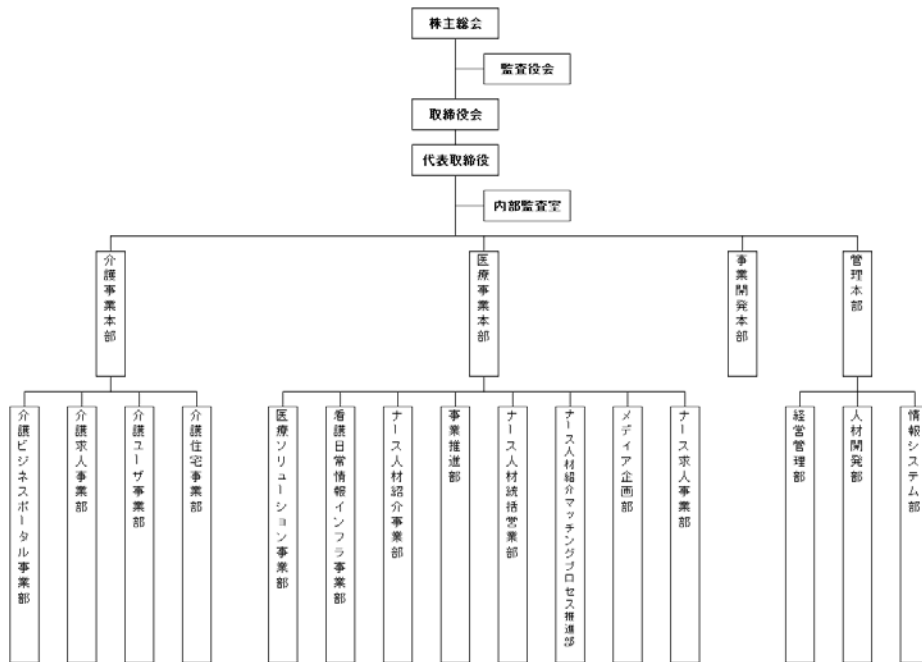 株主総会
監査役会
取締役会
代表取締役
内部監査室
介護事業本部
医療事業本部
事業開発本部
管理本部
介護ビジネスポータル事業部
介護求人事業部
介護ユーザ事業部
介護住宅事業部
医療ソリューション事業部
看護日常情報インフラ事業部
ナース人材紹介事業部
事業推進部
ナース人材統括営業部
ナース人材紹介マッチングプロセス推進部
メディア企画部
ナース求人事業部
経営管理部
人材開発部
情報システム部